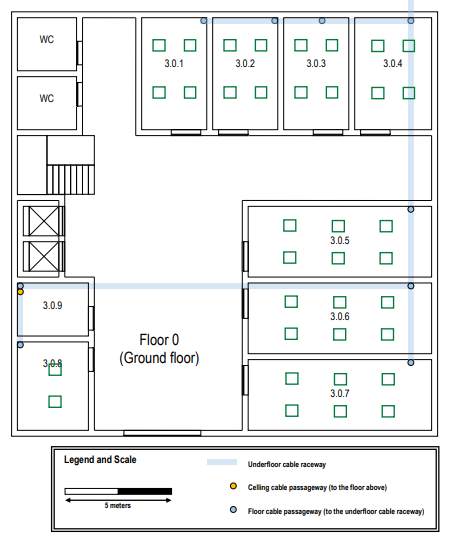 WC
3.0.1
3.0.2
3.0.3
3.0.4
WC
3.0.5
3.0.9
3.0.6
Floor 0
(Ground floor)
3.0.8
3.0.7
Legend and Scale
Underfloor cable raceway
Celling cable passageway (to the floor above)
5 meters
Floor cable passageway (to the underfloor cable raceway)